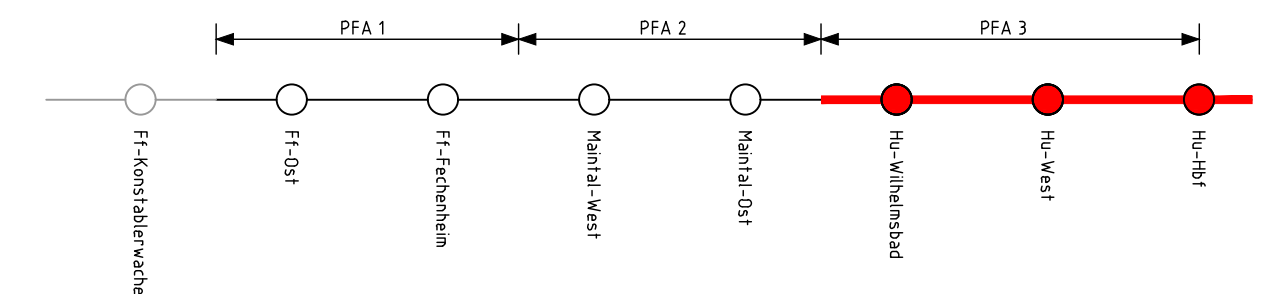 PFA 1
PFA 2
PFA 3
Ff-Konstablerwache
Ff-Ost
Ff-Fechenheim
Maintal-West
Maintal-Ost
Hu-Wilhelmsbad
Hu-West
Hu-Hbf